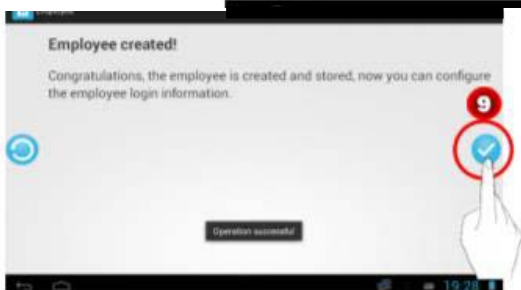 Employee created!
Congratulations, the employee is created and stored, now you can configure
the employee login information.
9
Operation successful
19:28